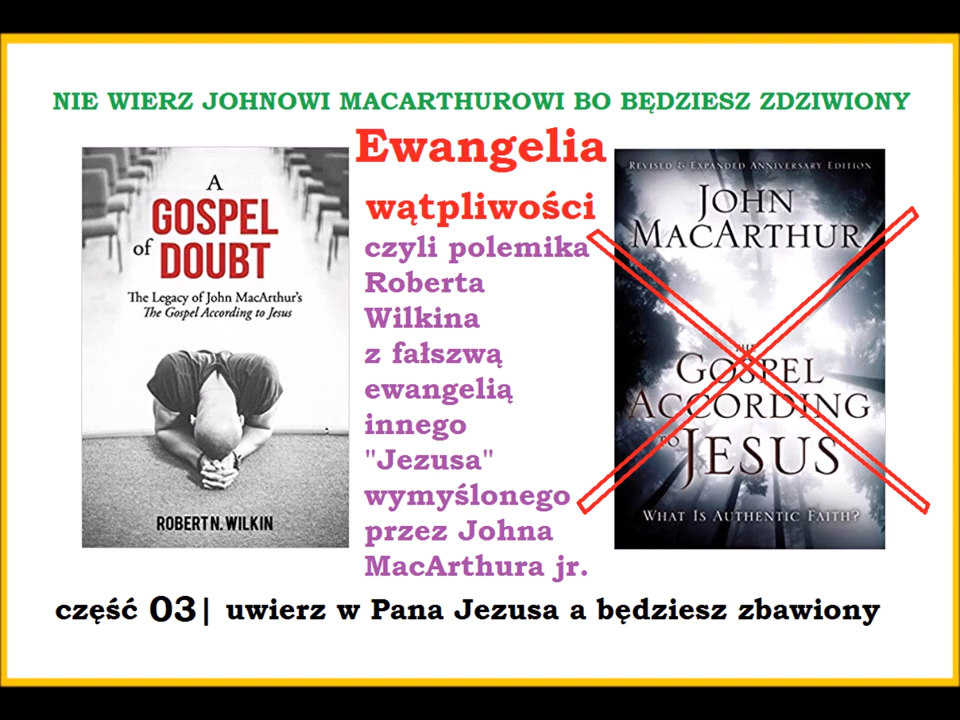 NIE WIERZ JOHNOWI MACARTHUROWI BO BĘDZIESZ ZDZIWIONY
Ewangelia
wątpliwości
czyli polemika
Roberta
Wilkina
z fałszwą
ewangelią
innego
"Jezusa"
wymyślonego
przez Johna
MacArthura jr.
A
GOSPEL
of DOUBT
The Legacy of John MacArthur's
The Gospel According to Jesus
ROBERT N. WILKIN
REVISED & EXPANDED ANNIVERSARY EDITION
JOHN
MACARTHUR
THE
GOSPEL
ACCORDING
TO JESUS
WHAT IS AUTHENTIC FAITH?
część 03| uwierz w Pana Jezusa a będziesz zbawiony